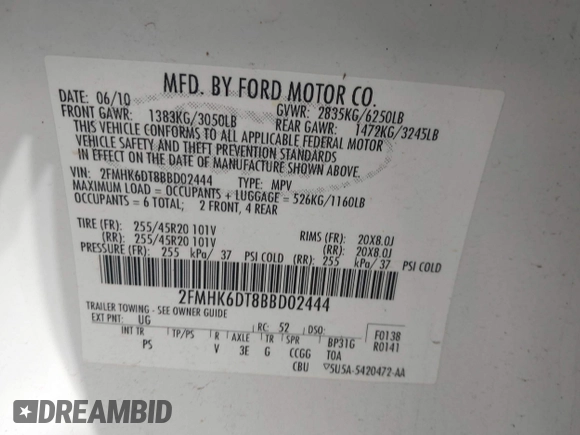 MFD. BY FORD MOTOR CO.
DATE: 06/10 GVWR: 2835KG/6250LB
FRONT GAWR: 1383KG/3050LB REAR GAWR: 1472KG/3245LB
THIS VEHICLE CONFORMS TO ALL APPLICABLE FEDERAL MOTOR
VEHICLE SAFETY AND THEFT PREVENTION STANDARDS
IN EFFECT ON THE DATE OF MANUFACTURE SHOWN ABOVE.
VIN: 2FMHK6DT8BBD02444 TYPE: MPV
MAXIMUM LOAD = OCCUPANTS + LUGGAGE = 526KG/1160LB
OCCUPANTS = 6 TOTAL; 2 FRONT, 4 REAR
TIRE (FR): 255/45R20 101V RIMS (FR): 20X8.0J
(RR): 255/45R20 101V (RR): 20X8.0J
PRESSURE (FR): 255 kPa/ 37 PSI COLD (RR): 255 kPa/ 37 PSI COLD
2FMHK6DT8BBD02444
TRAILER TOWING - SEE OWNER GUIDE
EXT PNT: UG RC: 52 DSO: F0138
R0141
INT TR TP/PS R AXLE TR SPR BP31G
PS V 3E G CCGG T0A
CBU 5U5A-5420472-AA
DREAMBID